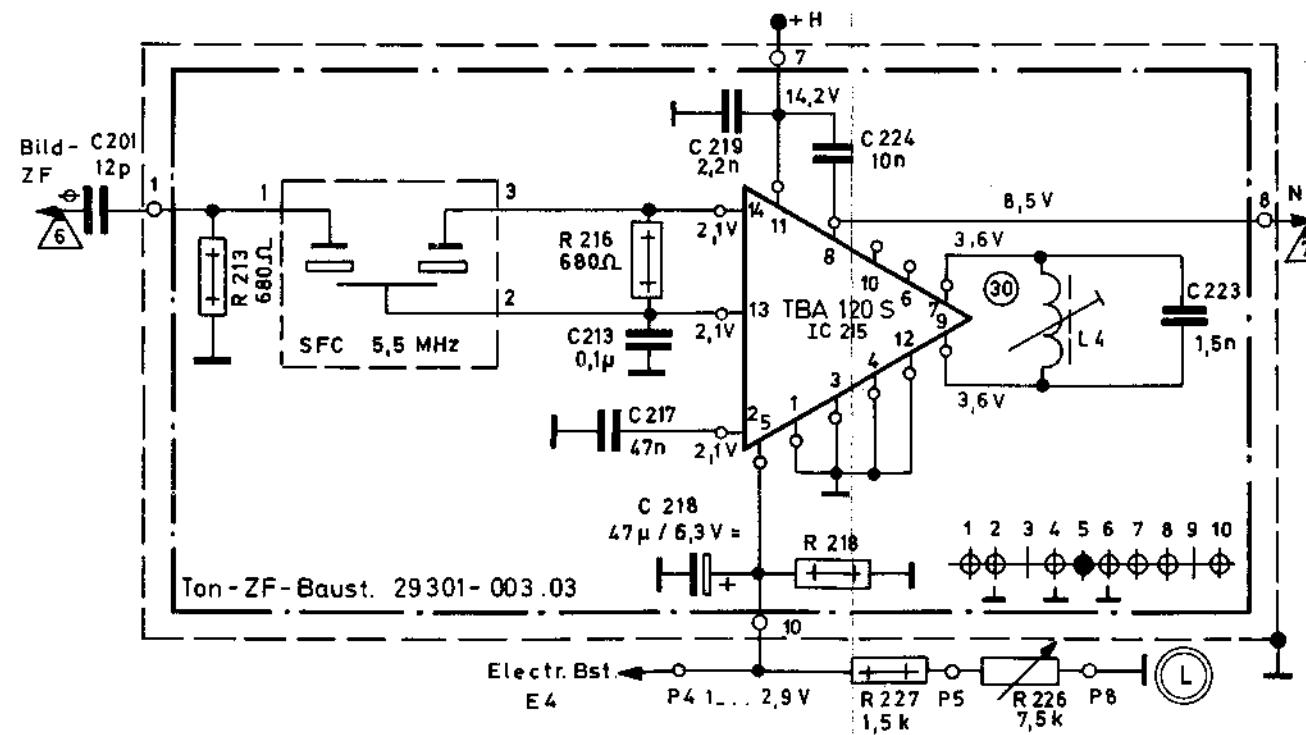 + H
7
14,2V
Bild-
ZF
C201
12p
C 219
2,2n
C 224
10n
1
1
3
6
R 213
680Ω
R 216
680Ω
2,1V
14
11
8
8,5V
8
N
10
6
3,6V
7
30
C 223
1,5n
L4
2
SFC 5,5 MHz
C213
0,1µ
2,1V
13
TBA 120 S
IC 215
9
12
4
3
1
3,6V
C 217
47n
2,1V
2
5
C 218
47µ / 6,3V =
+
R 218
1 2 3 4 5 6 7 8 9 10
Ton-ZF-Baust. 29301-003.03
10
Electr. Bst.
E4
P4 1... 2,9V
R 227
1,5k
P5
R 226
7,5k
P6
L